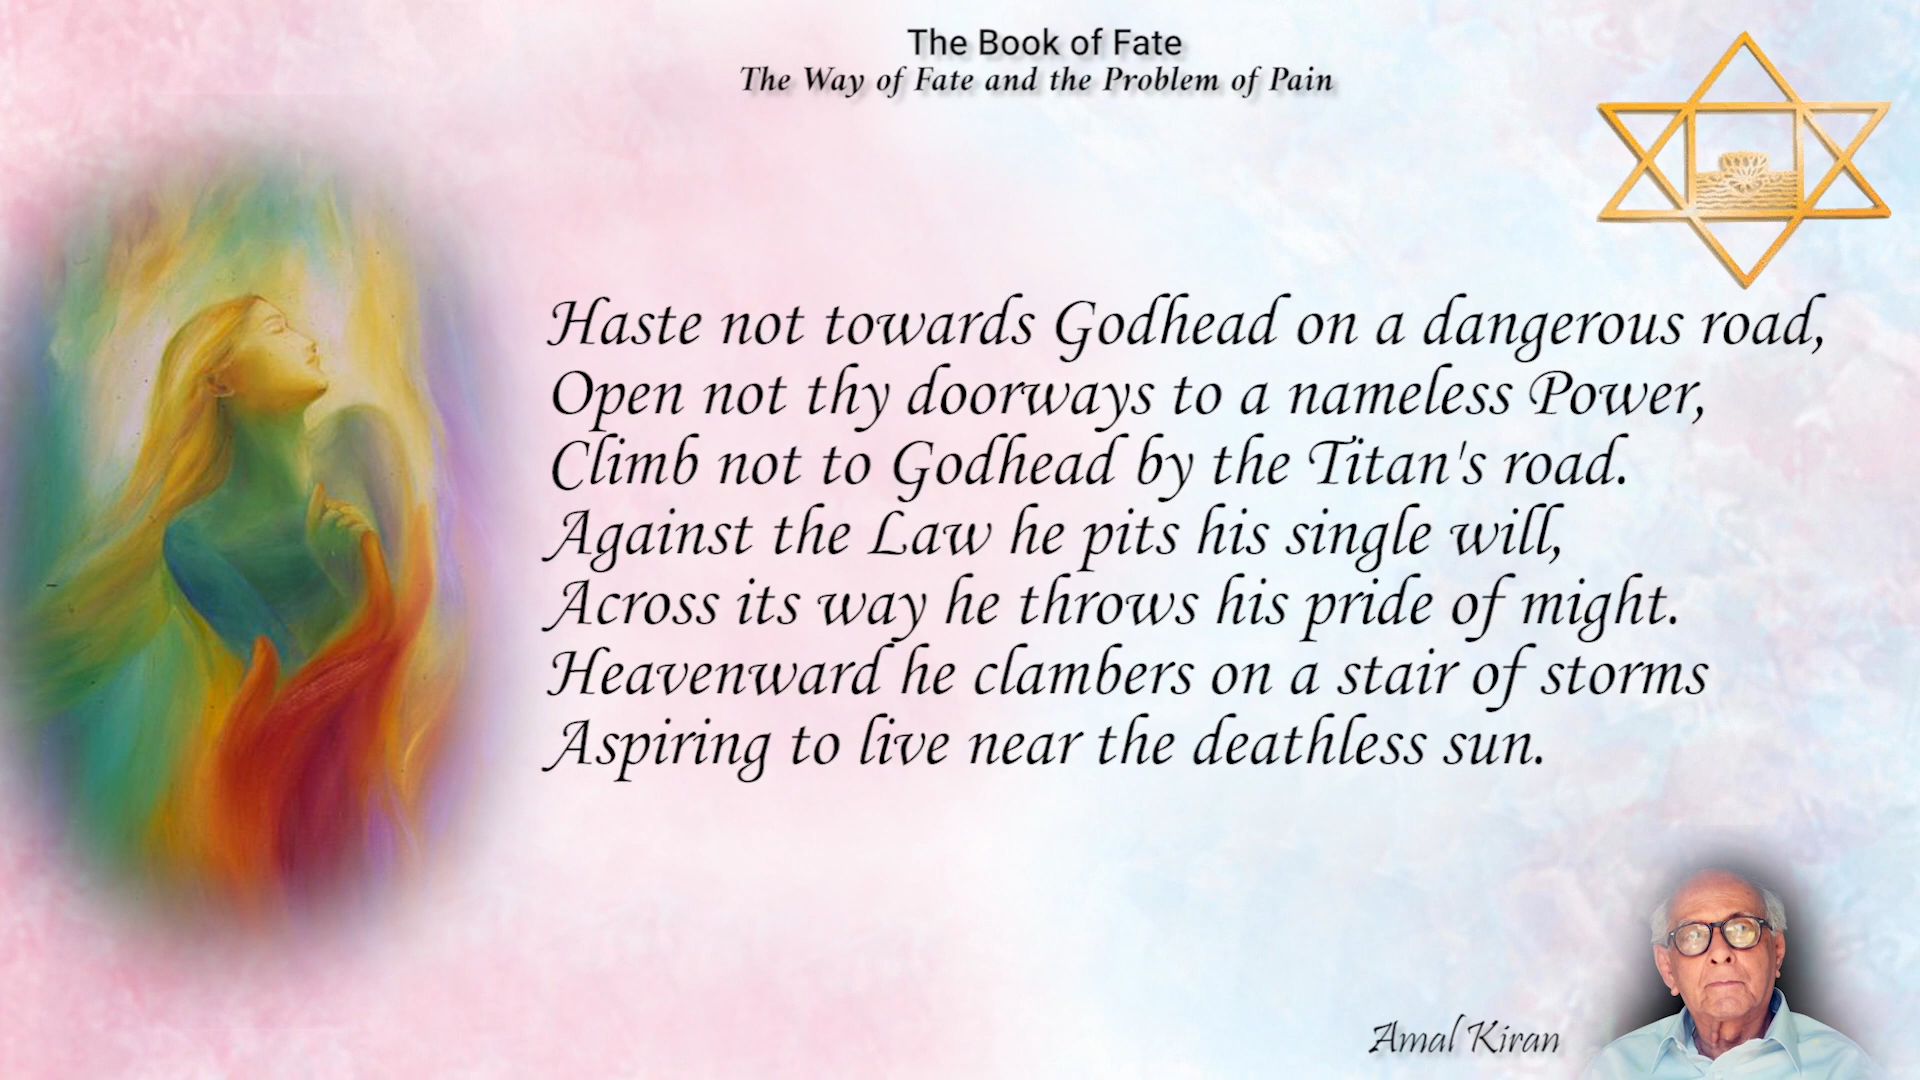 The Book of Fate
The Way of Fate and the Problem of Pain
Haste not towards Godhead on a dangerous road,
Open not thy doorways to a nameless Power,
Climb not to Godhead by the Titan's road.
Against the Law he pits his single will,
Across its way he throws his pride of might.
Heavenward he clambers on a stair of storms
Aspiring to live near the deathless sun.
Amal Kiran